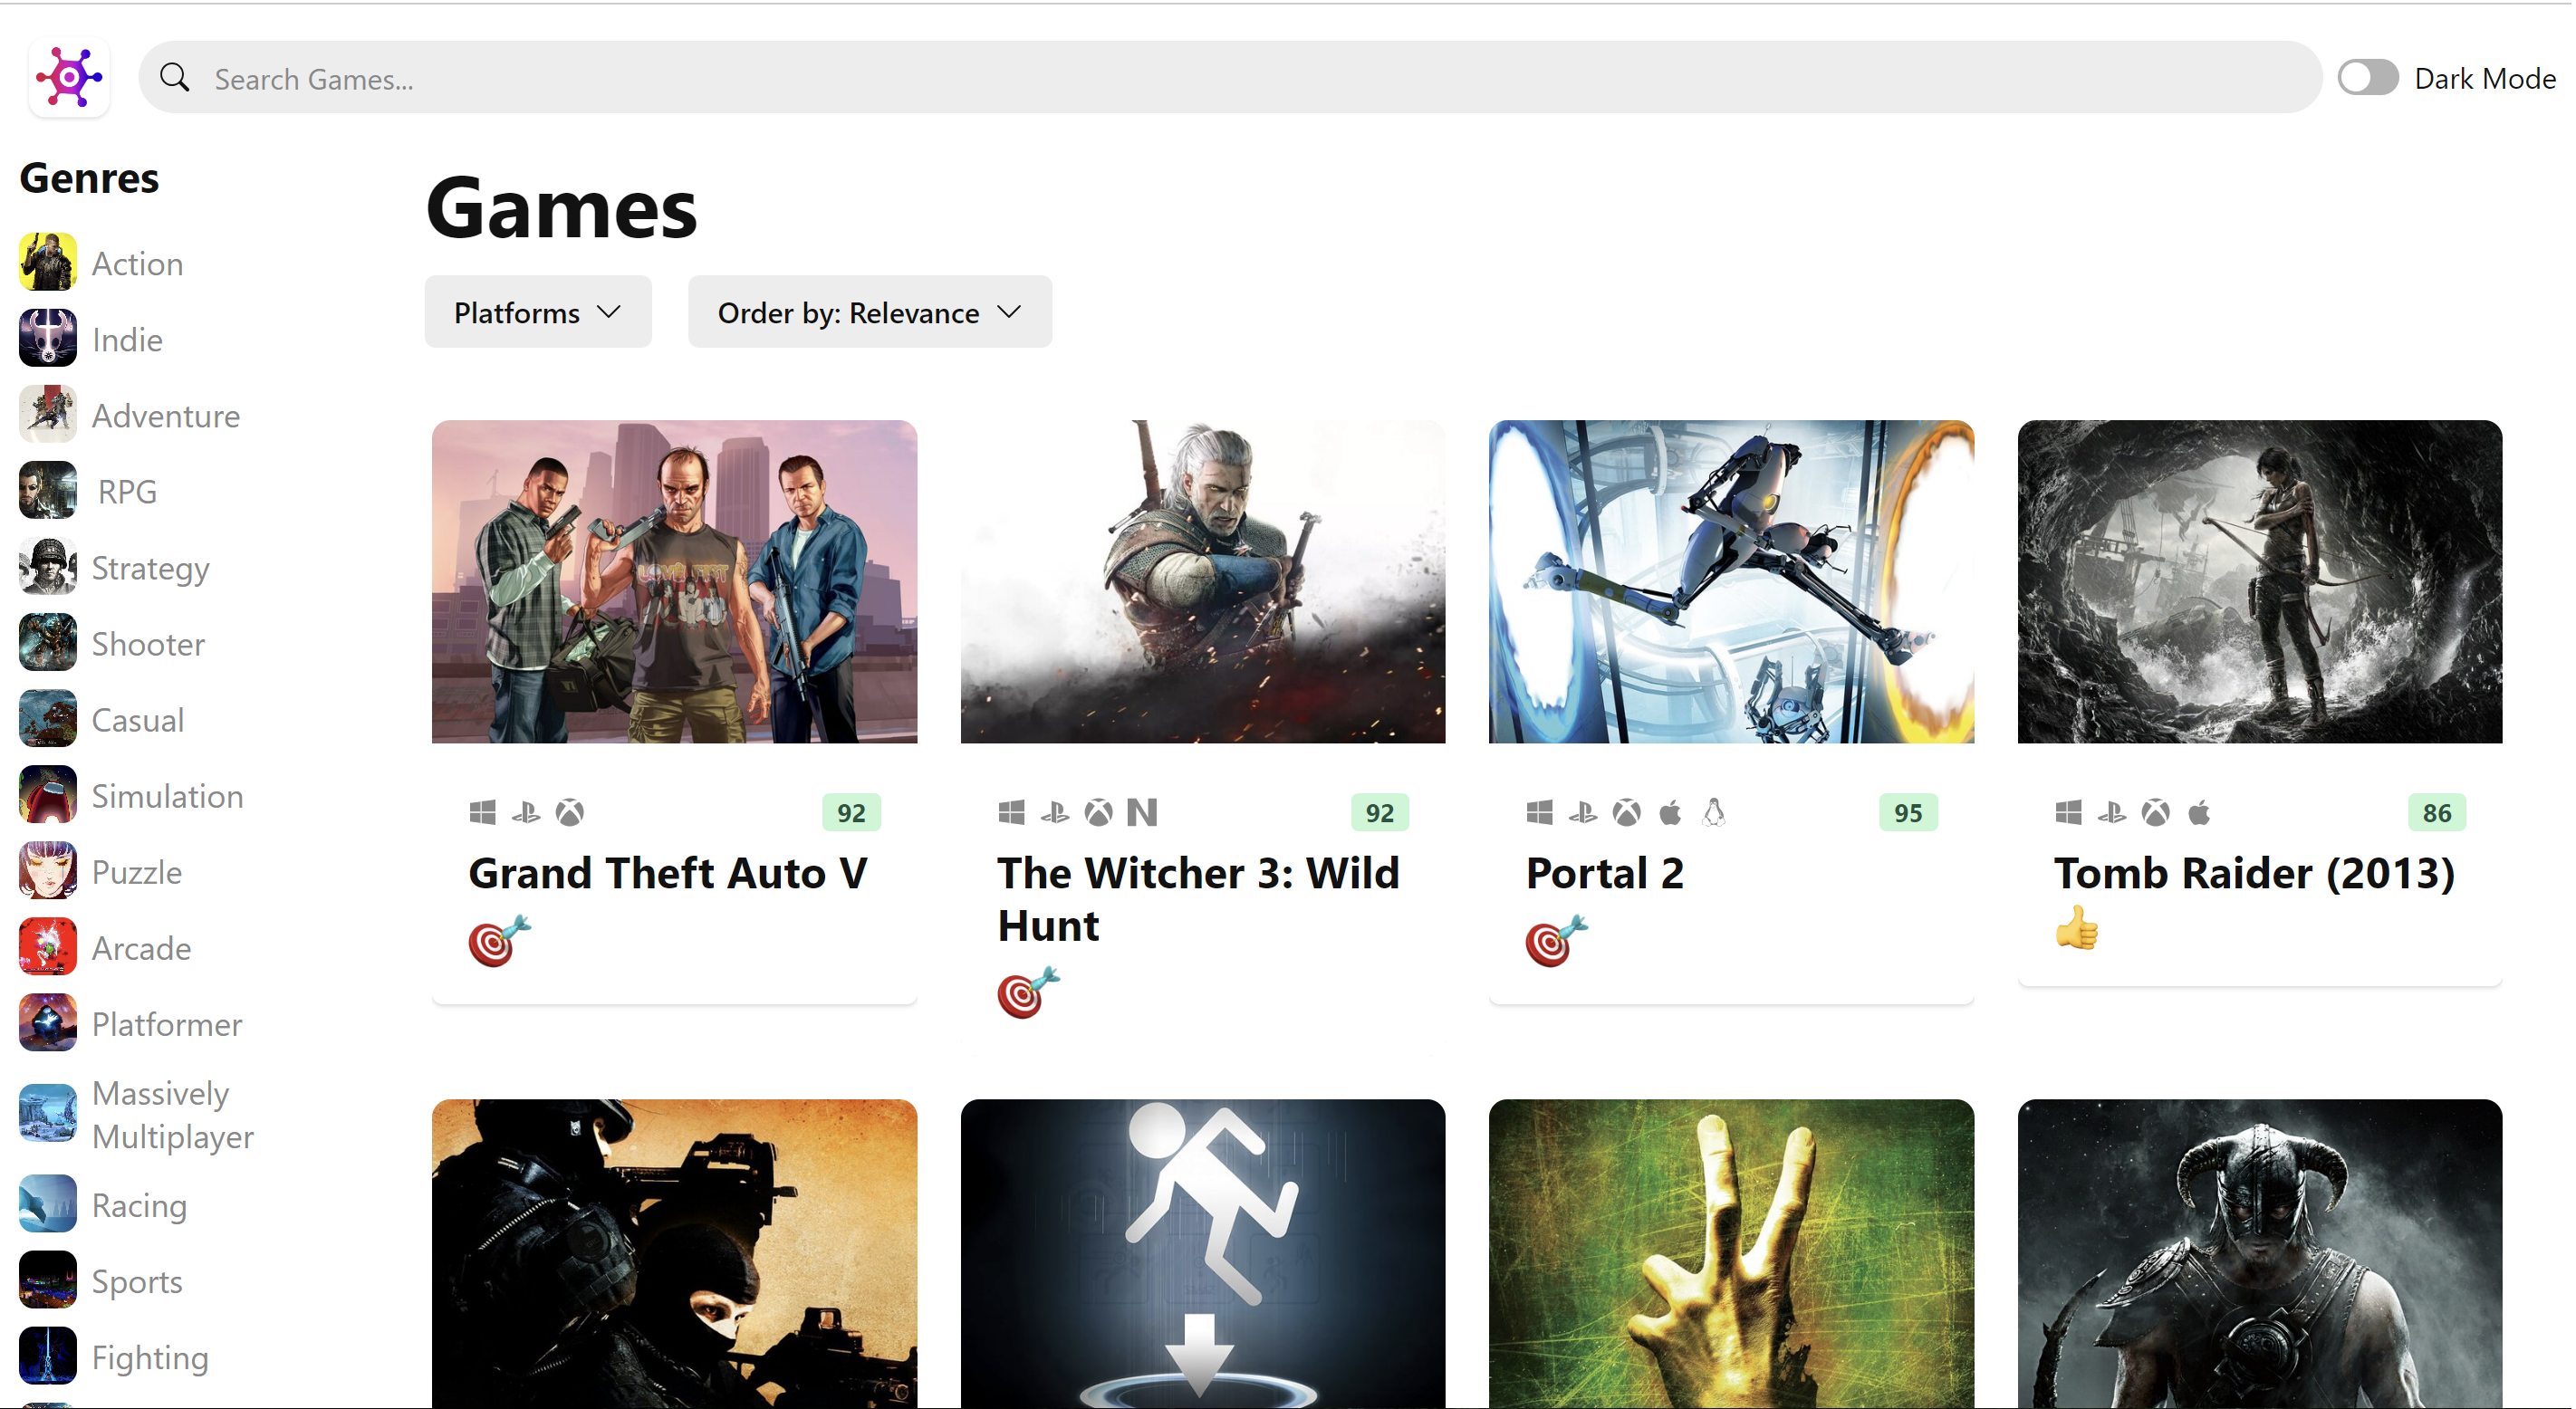 Search Games...
Dark Mode
Genres
Action
Indie
Adventure
RPG
Strategy
Shooter
Casual
Simulation
Puzzle
Arcade
Platformer
Massively
Multiplayer
Racing
Sports
Fighting
Games
Platforms
Order by: Relevance
92
Grand Theft Auto V
92
The Witcher 3: Wild
Hunt
95
Portal 2
86
Tomb Raider (2013)